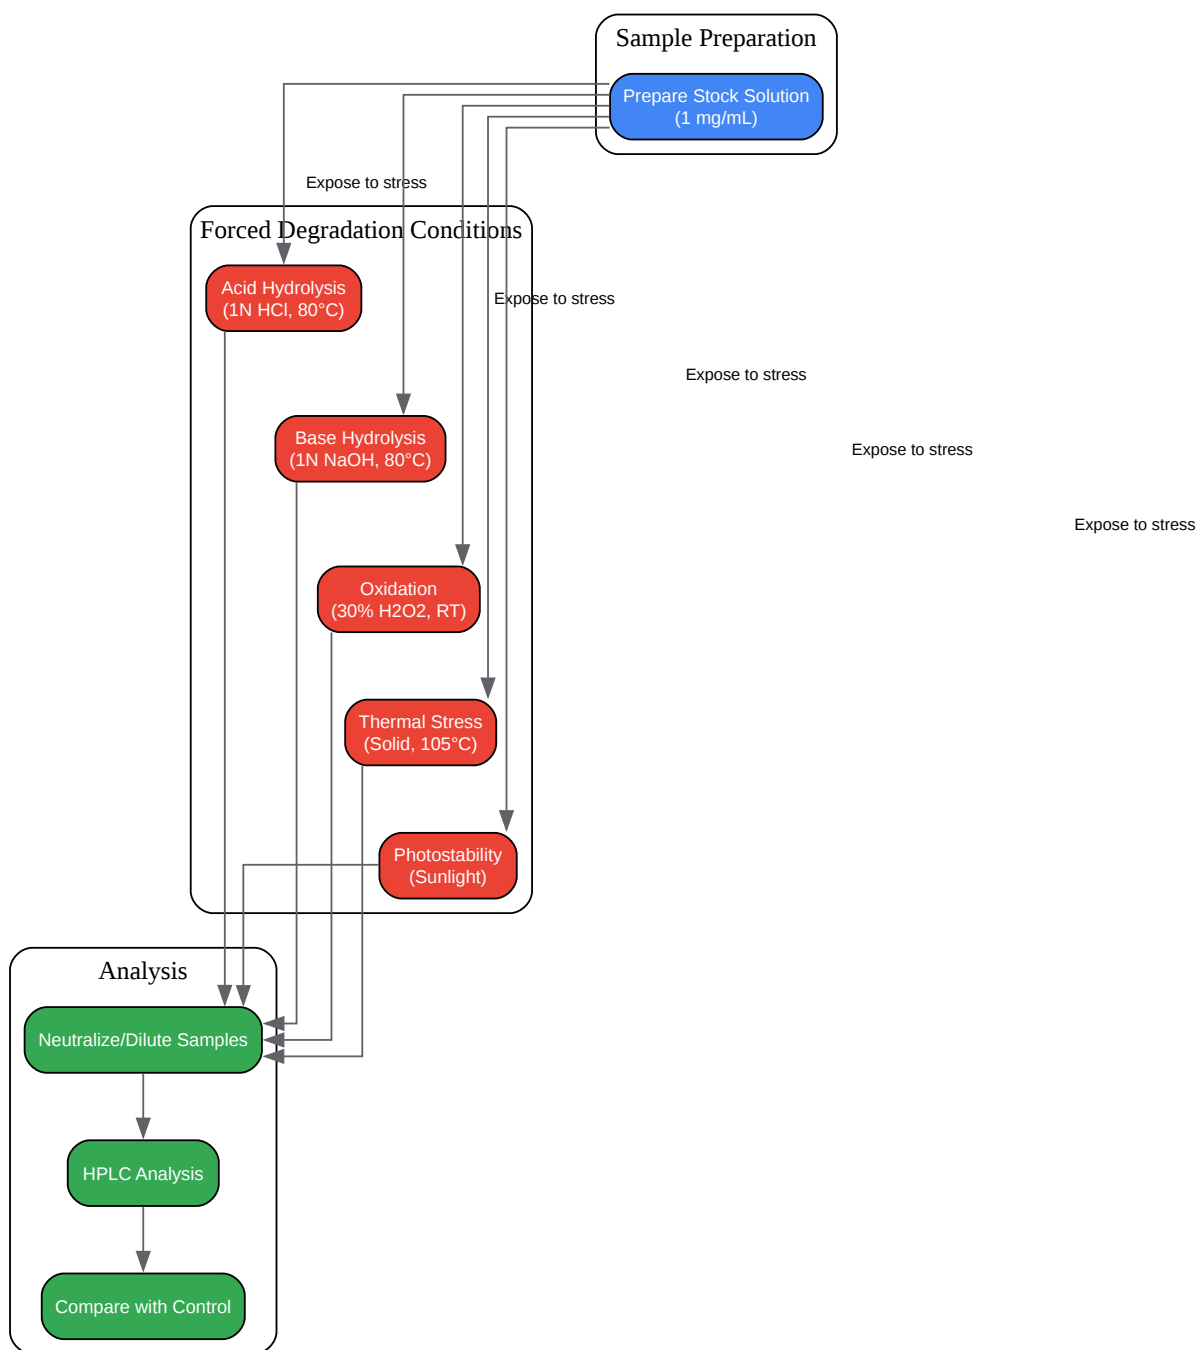 Sample Preparation
Prepare Stock Solution
(1 mg/mL)
Expose to stress
Forced Degradation Conditions
Acid Hydrolysis
(1N HCl, 80°C)
Expose to stress
Expose to stress
Base Hydrolysis
(1N NaOH, 80°C)
Expose to stress
Expose to stress
Oxidation
(30% H2O2, RT)
Thermal Stress
(Solid, 105°C)
Photostability
(Sunlight)
Analysis
Neutralize/Dilute Samples
HPLC Analysis
Compare with Control